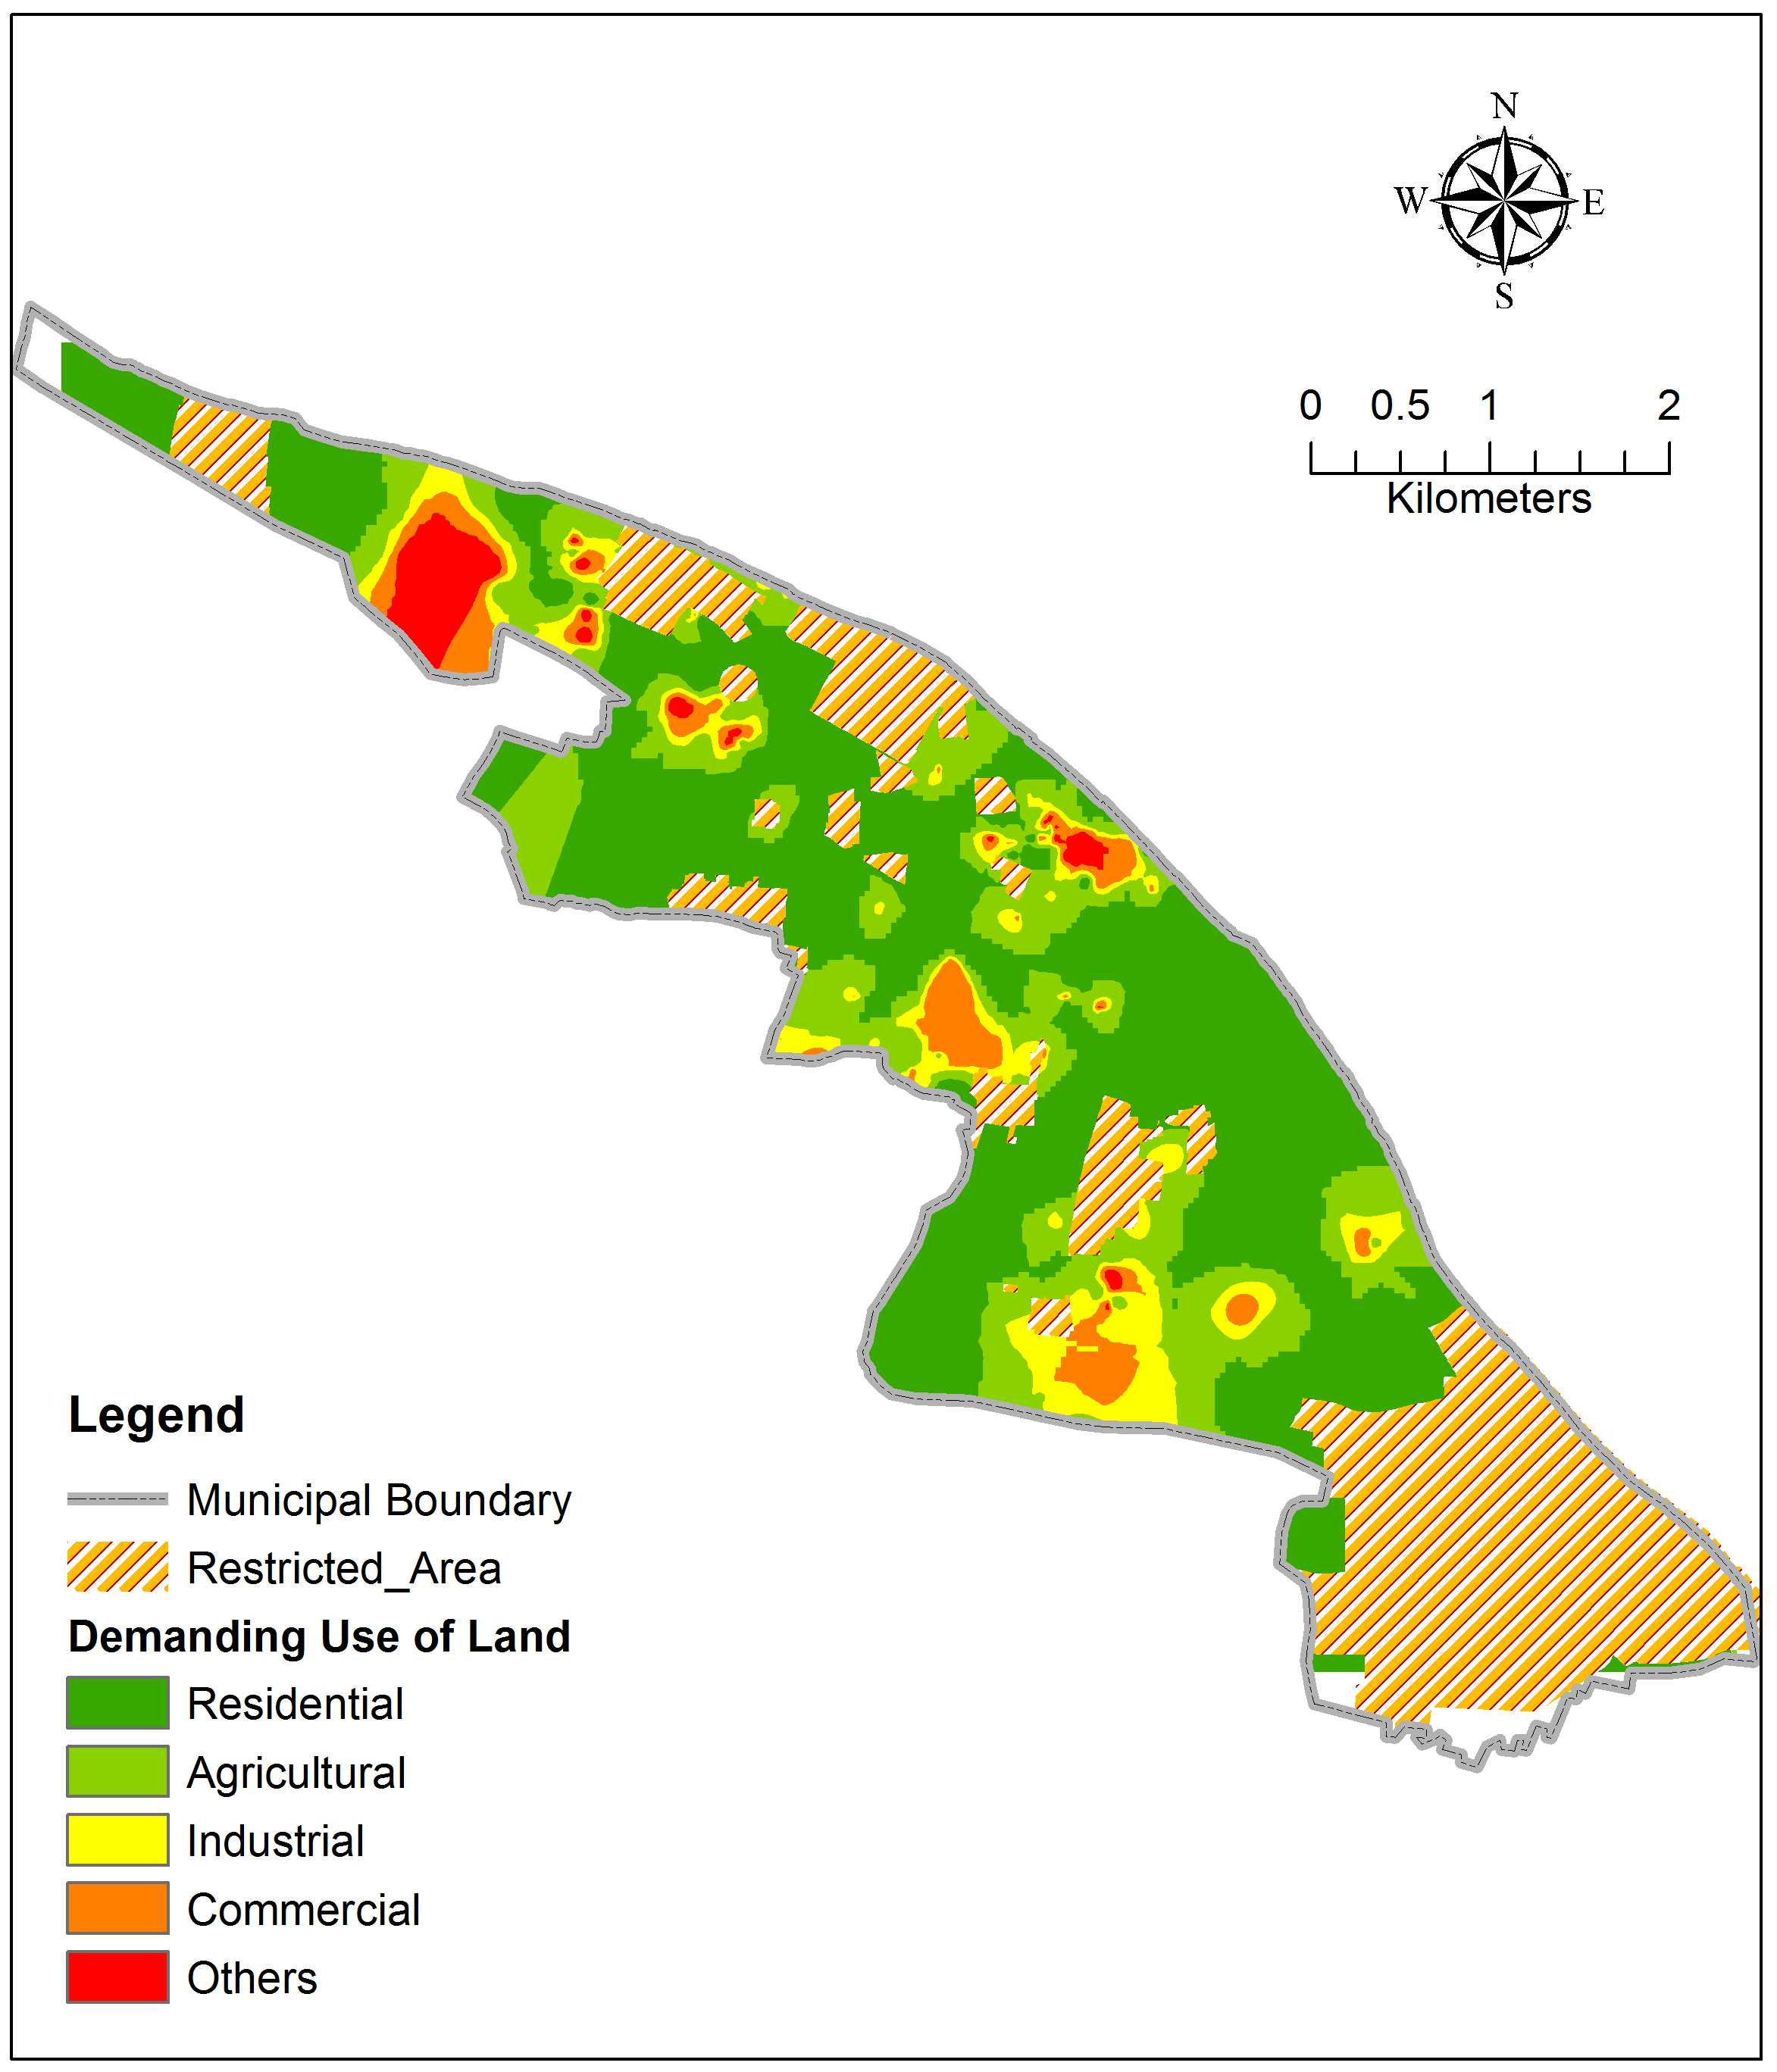 N
W E
S
0 0.5 1 2
Kilometers
Legend
Municipal Boundary
Restricted_Area
Demanding Use of Land
Residential
Agricultural
Industrial
Commercial
Others